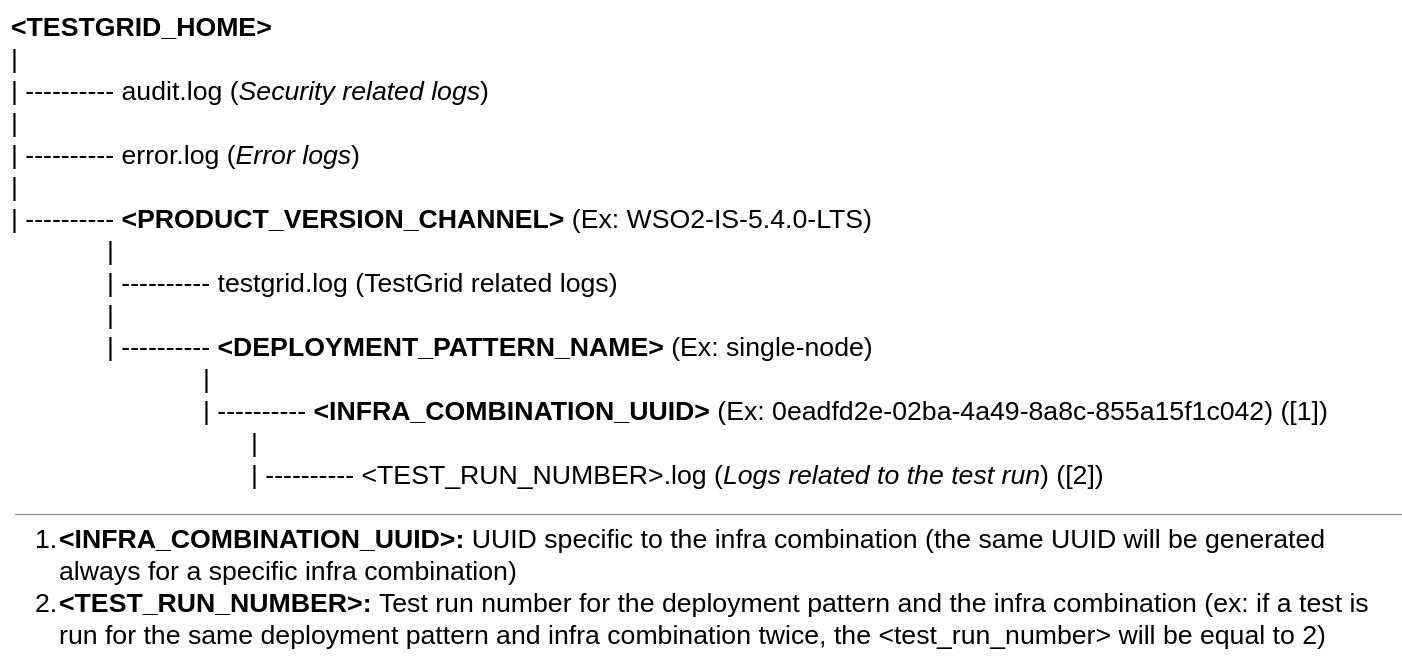 <TESTGRID_HOME>
|
| ---------- audit.log (Security related logs)
|
| ---------- error.log (Error logs)
|
| ---------- <PRODUCT_VERSION_CHANNEL> (Ex: WSO2-IS-5.4.0-LTS)
|
| ---------- testgrid.log (TestGrid related logs)
|
| ---------- <DEPLOYMENT_PATTERN_NAME> (Ex: single-node)
|
| ---------- <INFRA_COMBINATION_UUID> (Ex: 0eadfd2e-02ba-4a49-8a8c-855a15f1c042) ([1])
|
| ---------- <TEST_RUN_NUMBER>.log (Logs related to the test run) ([2])
1. <INFRA_COMBINATION_UUID>: UUID specific to the infra combination (the same UUID will be generated
always for a specific infra combination)
2. <TEST_RUN_NUMBER>: Test run number for the deployment pattern and the infra combination (ex: if a test is
run for the same deployment pattern and infra combination twice, the <test_run_number> will be equal to 2)